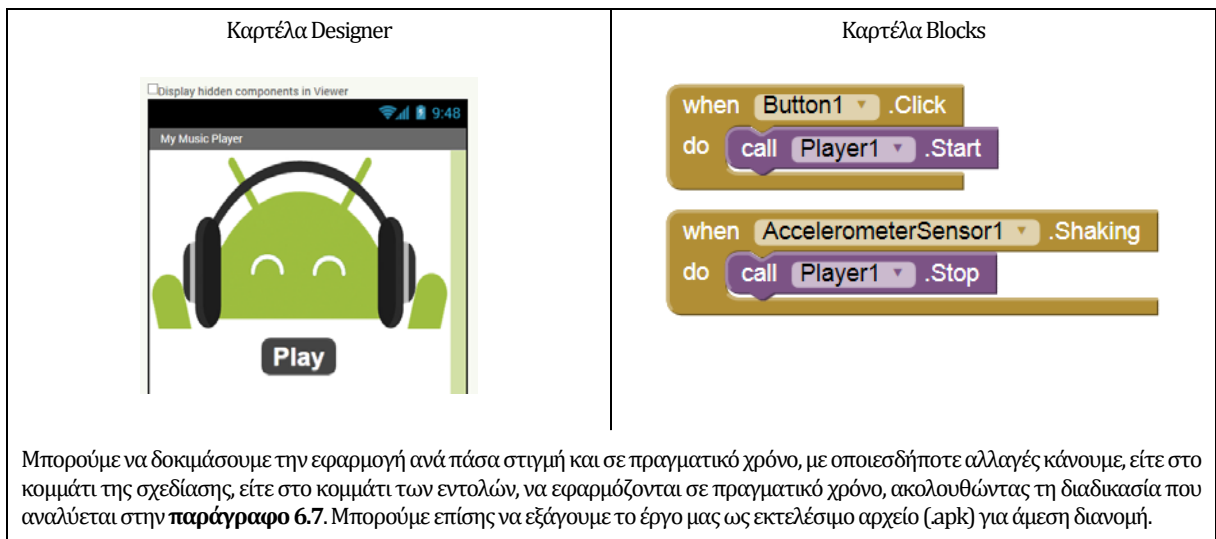 Καρτέλα Designer
Καρτέλα Blocks
Display hidden components in Viewer
9:48
My Music Player
Play
when Button1 .Click
do call Player1 .Start
when AccelerometerSensor1 .Shaking
do call Player1 .Stop
Μπορούμε να δοκιμάσουμε την εφαρμογή ανά πάσα στιγμή και σε πραγματικό χρόνο, με οποιεσδήποτε αλλαγές κάνουμε, είτε στο
κομμάτι της σχεδίασης, είτε στο κομμάτι των εντολών, να εφαρμόζονται σε πραγματικό χρόνο, ακολουθώντας τη διαδικασία που
αναλύεται στην παράγραφο 6.7. Μπορούμε επίσης να εξάγουμε το έργο μας ως εκτελέσιμο αρχείο (.apk) για άμεση διανομή.